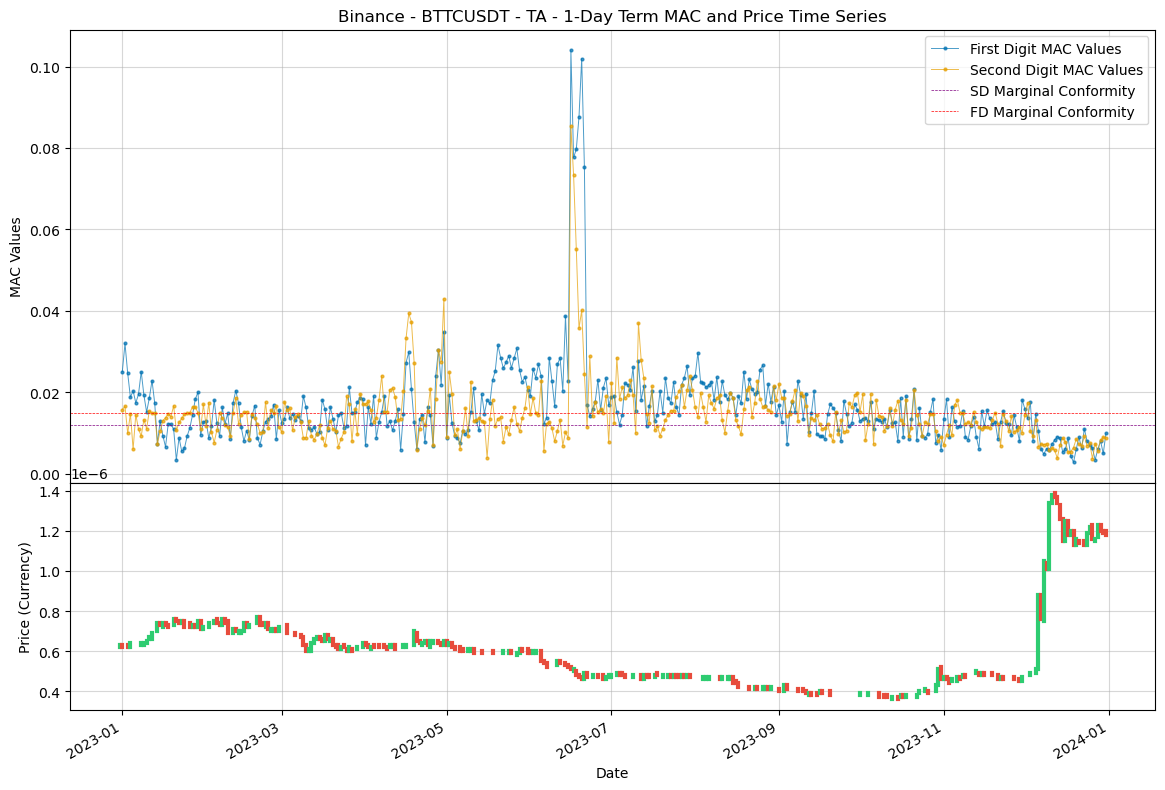 Binance - BTTCUSDT - TA - 1-Day Term MAC and Price Time Series
First Digit MAC Values
Second Digit MAC Values
SD Marginal Conformity
FD Marginal Conformity
MAC Values
0.10
0.08
0.06
0.04
0.02
0.00
1e−6
Price (Currency)
1.4
1.2
1.0
0.8
0.6
0.4
2023-01
2023-03
2023-05
2023-07
2023-09
2023-11
2024-01
Date